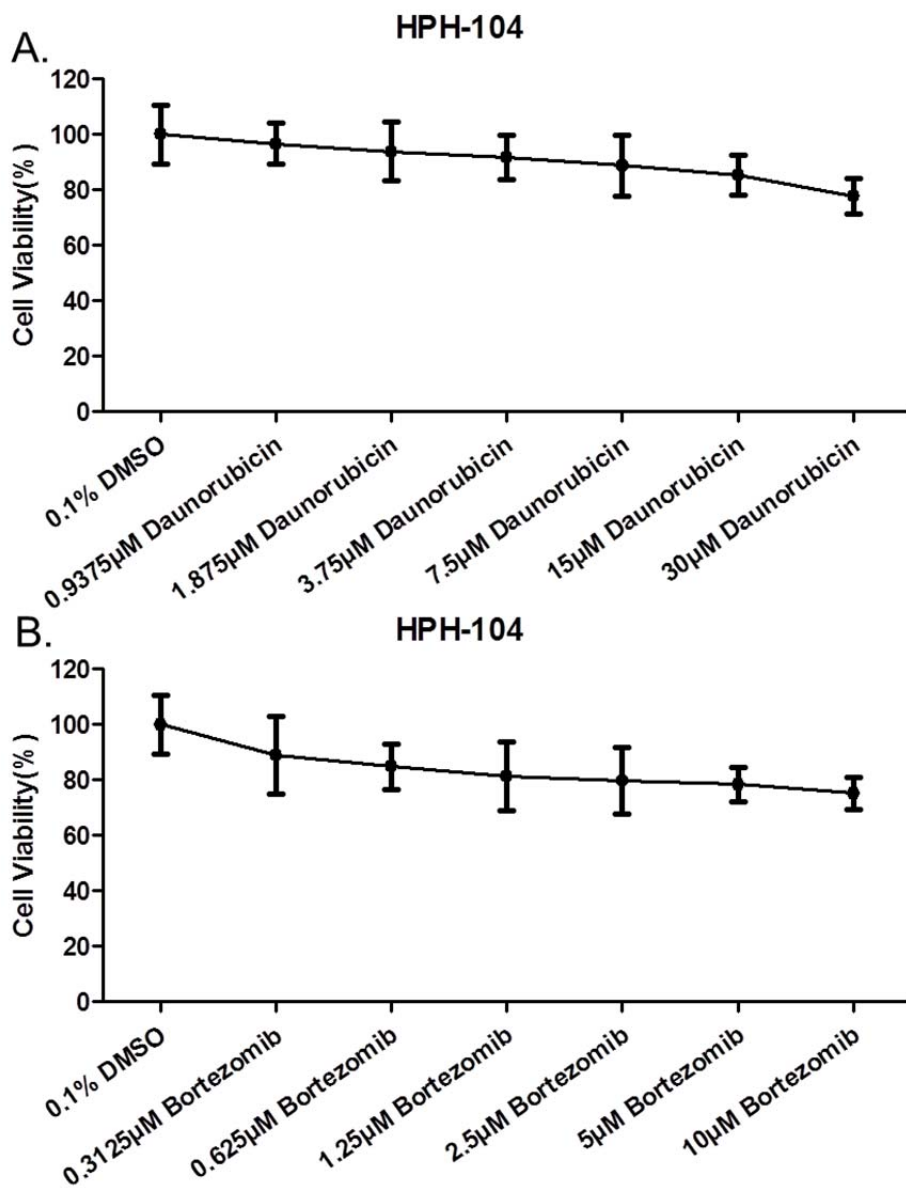 A.
HPH-104
Cell Viability(%)
120
100
80
60
40
20
0
0.1% DMSO
0.9375µM Daunorubicin
1.875µM Daunorubicin
3.75µM Daunorubicin
7.5µM Daunorubicin
15µM Daunorubicin
30µM Daunorubicin
B.
HPH-104
Cell Viability(%)
120
100
80
60
40
20
0
0.1% DMSO
0.3125µM Bortezomib
0.625µM Bortezomib
1.25µM Bortezomib
2.5µM Bortezomib
5µM Bortezomib
10µM Bortezomib